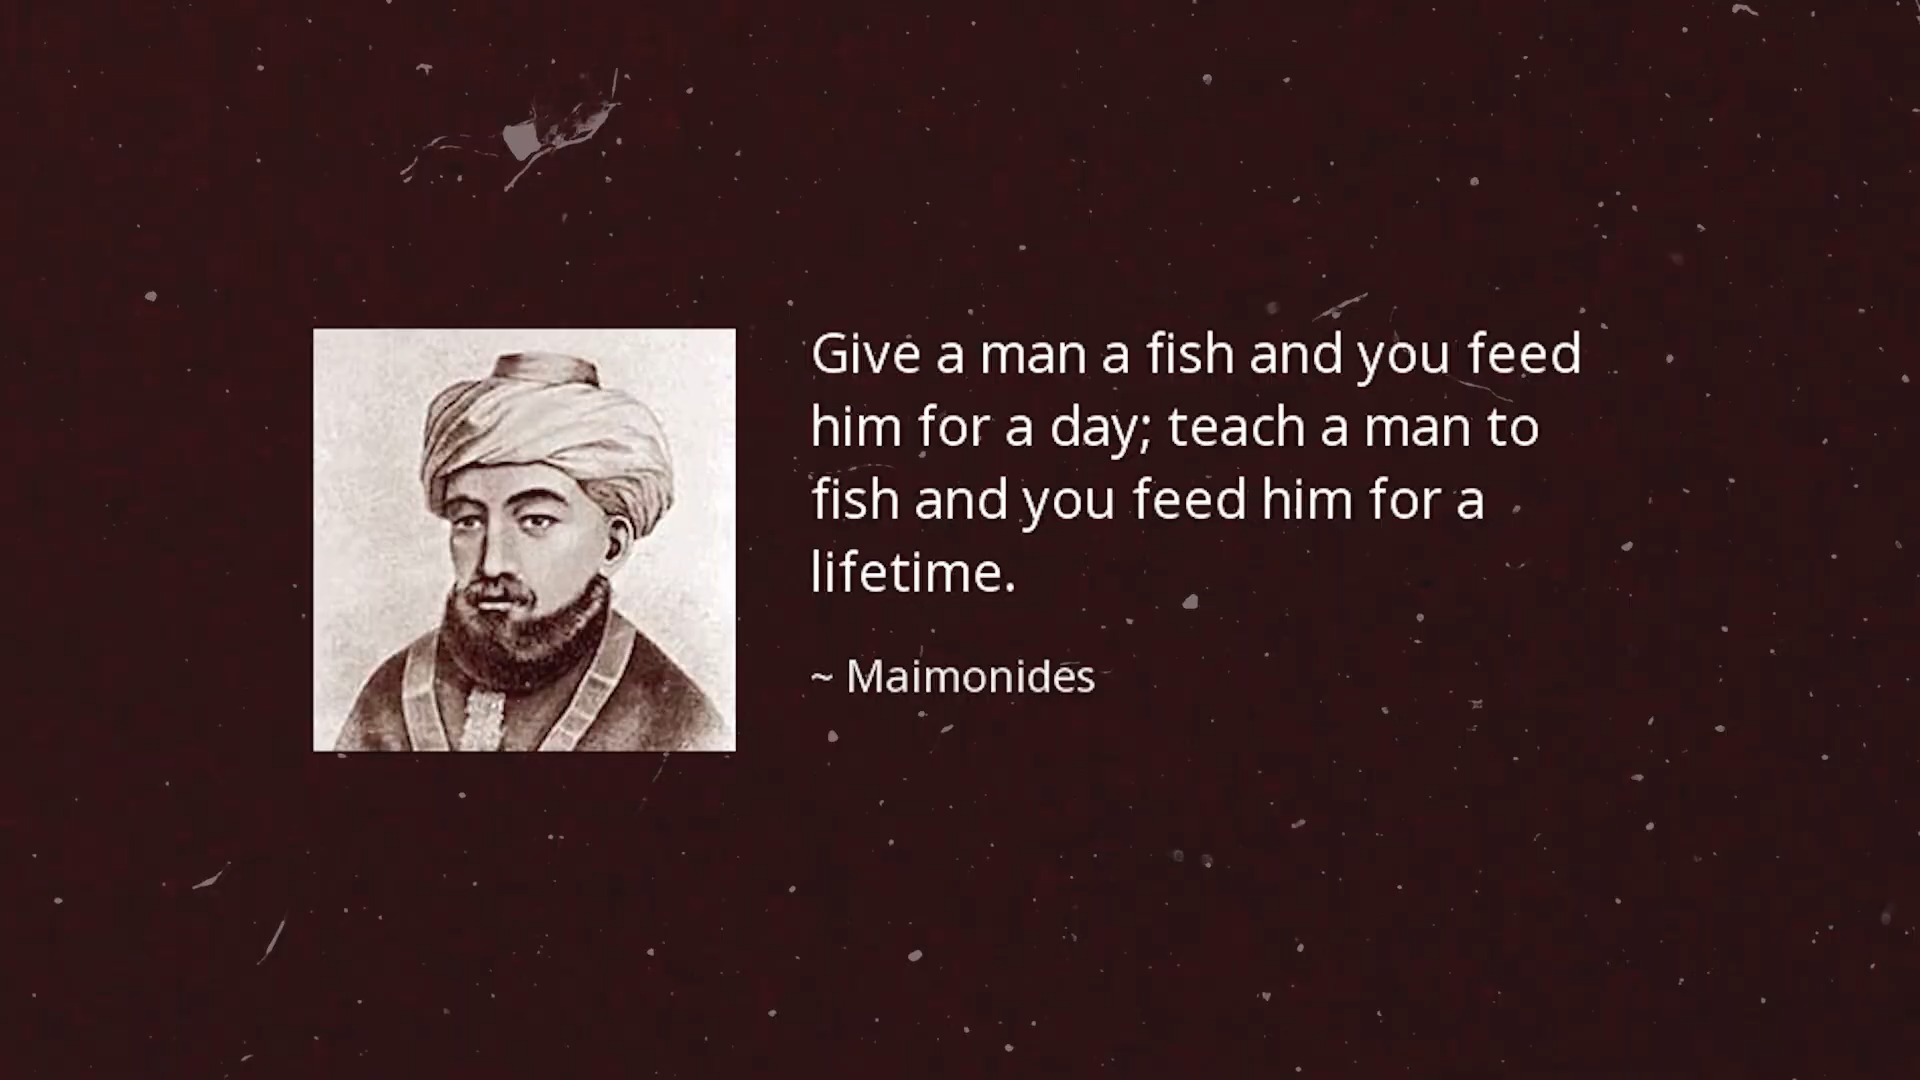 Give a man a fish and you feed
him for a day; teach a man to
fish and you feed him for a
lifetime.
~ Maimonides